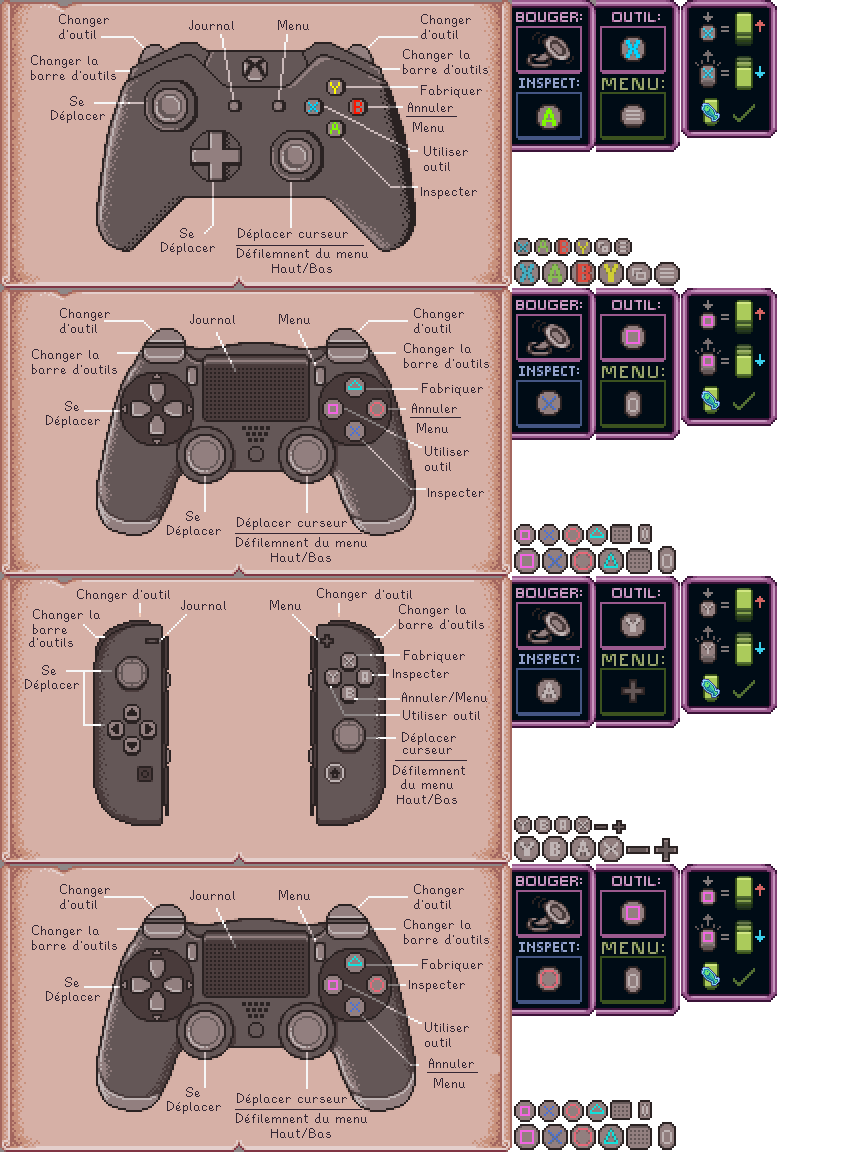 Changer
d'outil
Journal
Menu
Changer
d'outil
Changer la
barre d'outils
Changer la
barre d'outils
Se
Déplacer
Y
X
B
A
Fabriquer
Annuler
Menu
Utiliser
outil
Inspecter
Se
Déplacer
Déplacer curseur
Défilemnent du menu
Haut/Bas
BOUGER:
OUTIL:
X
INSPECT:
MENU:
A
X
=
X
=
X A B Y
X A B Y
Changer
d'outil
Journal
Menu
Changer
d'outil
Changer la
barre d'outils
Changer la
barre d'outils
Se
Déplacer
Fabriquer
Annuler
Menu
Utiliser
outil
Inspecter
Se
Déplacer
Déplacer curseur
Défilemnent du menu
Haut/Bas
BOUGER:
OUTIL:
INSPECT:
MENU:
=
=
Changer d'outil
Journal
Menu
Changer d'outil
Changer la
barre
d'outils
Changer la
barre d'outils
Se
Déplacer
X
Y
A
B
Fabriquer
Inspecter
Annuler/Menu
Utiliser outil
Déplacer
curseur
Défilemnent
du menu
Haut/Bas
BOUGER:
OUTIL:
Y
INSPECT:
MENU:
A
+
Y
=
Y
=
Y B A X - +
Y B A X - +
Changer
d'outil
Journal
Menu
Changer
d'outil
Changer la
barre d'outils
Changer la
barre d'outils
Se
Déplacer
Fabriquer
Inspecter
Utiliser
outil
Annuler
Menu
Se
Déplacer
Déplacer curseur
Défilemnent du menu
Haut/Bas
BOUGER:
OUTIL:
INSPECT:
MENU:
=
=